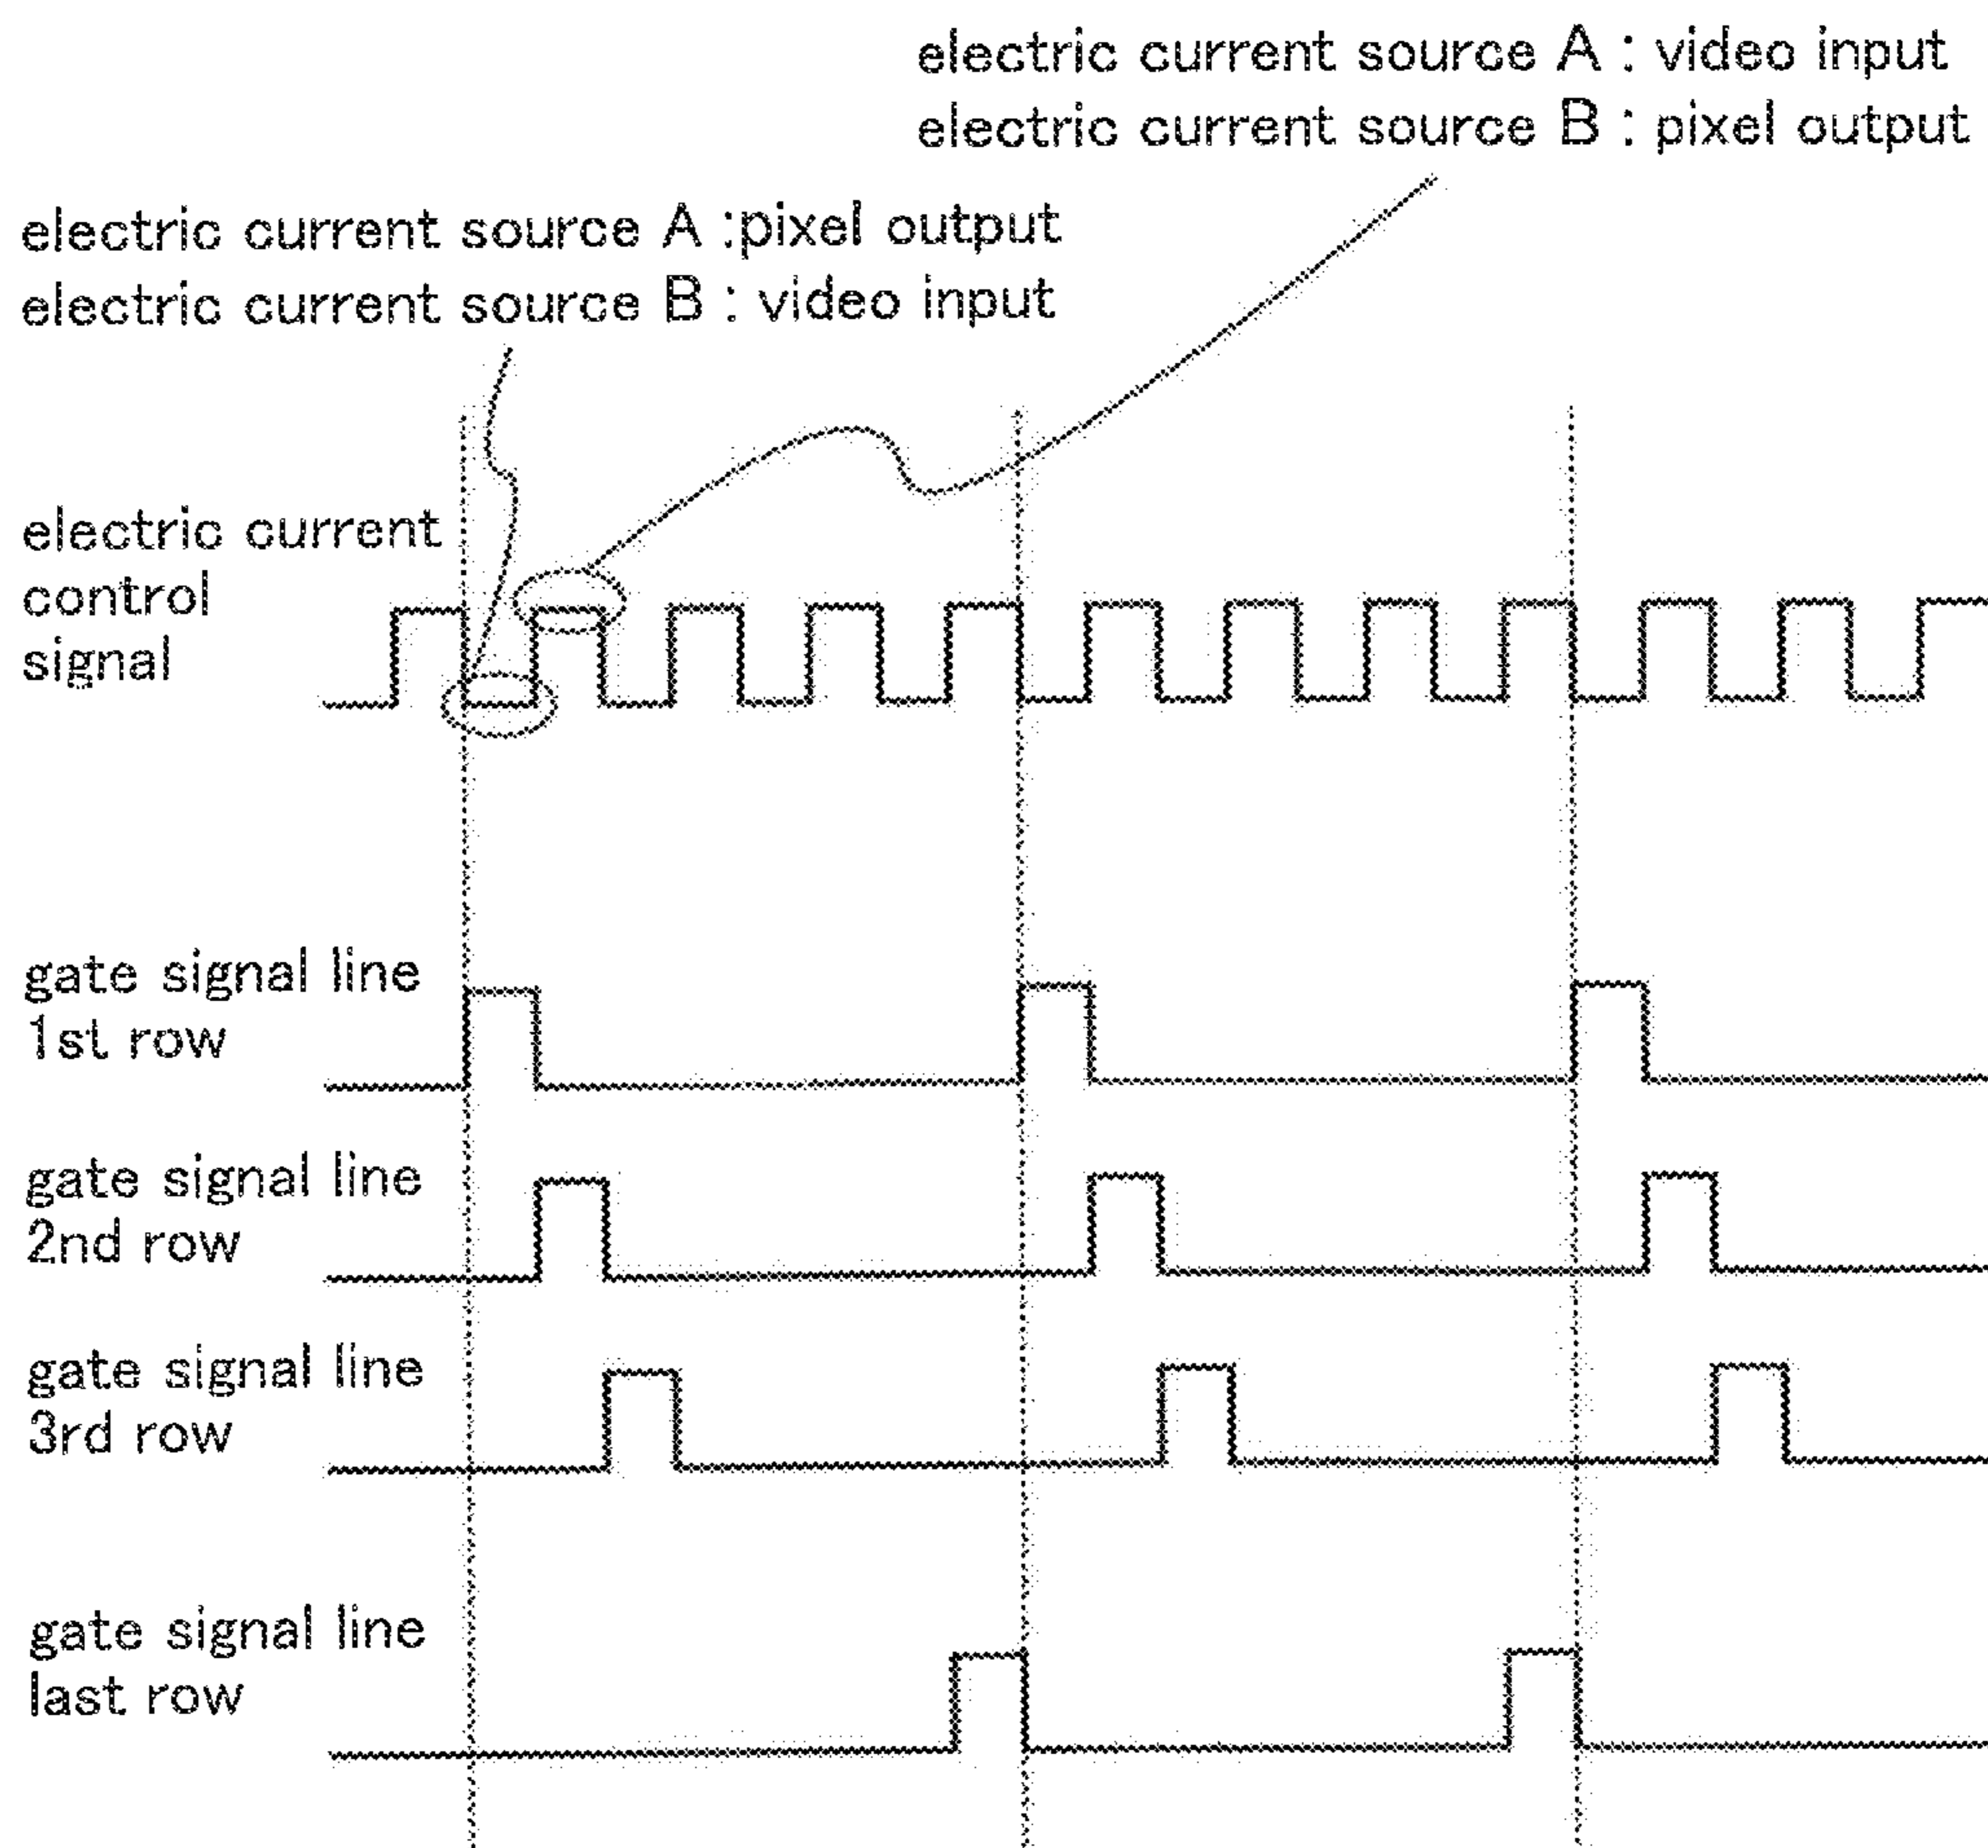 electric current source A : video input
electric current source B : pixel output
electric current source A :pixel output
electric current source B : video input
electric current
control
signal
gate signal line
1st row
gate signal line
2nd row
gate signal line
3rd row
gate signal line
last row